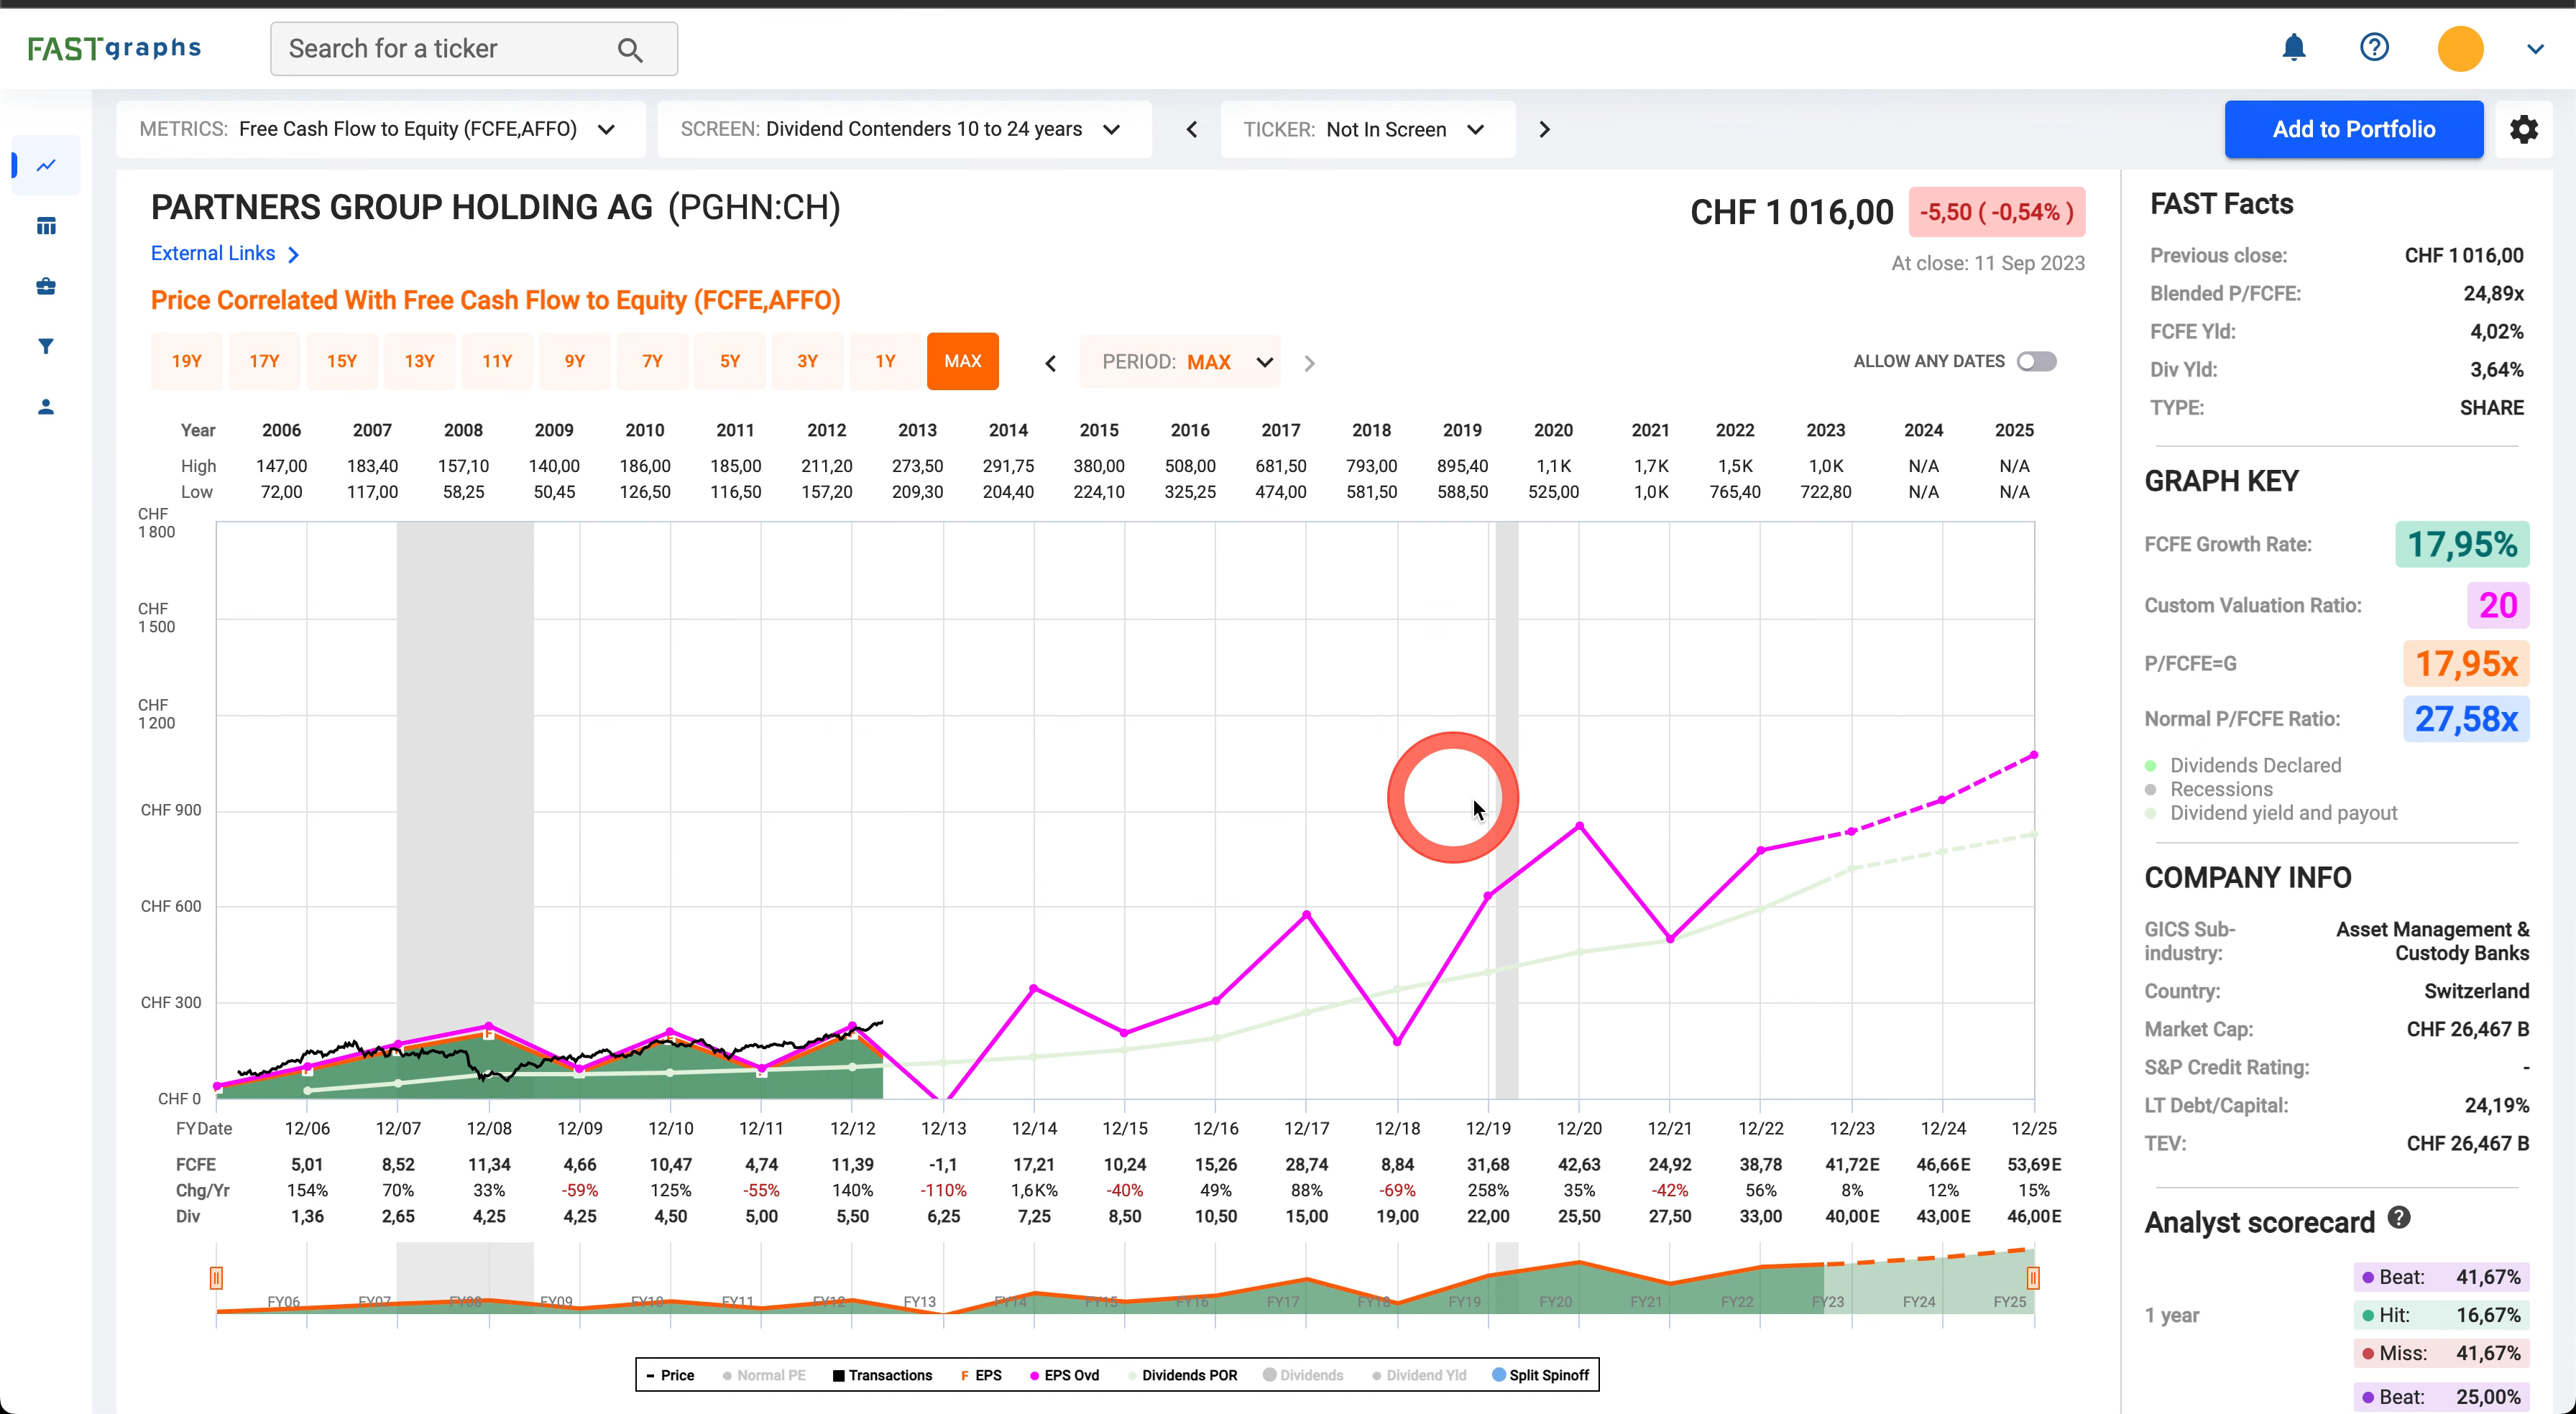 FASTgraphs
Search for a ticker
METRICS: Free Cash Flow to Equity (FCFE,AFFO)
SCREEN: Dividend Contenders 10 to 24 years
TICKER: Not In Screen
Add to Portfolio
PARTNERS GROUP HOLDING AG (PGHN:CH)
CHF 1 016,00 -5,50 ( -0,54% )
External Links
At close: 11 Sep 2023
Price Correlated With Free Cash Flow to Equity (FCFE,AFFO)
19Y 17Y 15Y 13Y 11Y 9Y 7Y 5Y 3Y 1Y MAX
PERIOD: MAX
ALLOW ANY DATES
Year 2006 2007 2008 2009 2010 2011 2012 2013 2014 2015 2016 2017 2018 2019 2020 2021 2022 2023 2024 2025
High 147,00 183,40 157,10 140,00 186,00 185,00 211,20 273,50 291,75 380,00 508,00 681,50 793,00 895,40 1,1K 1,7K 1,5K 1,0K N/A N/A
Low 72,00 117,00 58,25 50,45 126,50 116,50 157,20 209,30 204,40 224,10 325,25 474,00 581,50 588,50 525,00 1,0K 765,40 722,80 N/A N/A
CHF
1 800
CHF
1 500
CHF
1 200
CHF 900
CHF 600
CHF 300
CHF 0
FYDate 12/06 12/07 12/08 12/09 12/10 12/11 12/12 12/13 12/14 12/15 12/16 12/17 12/18 12/19 12/20 12/21 12/22 12/23 12/24 12/25
FCFE 5,01 8,52 11,34 4,66 10,47 4,74 11,39 -1,1 17,21 10,24 15,26 28,74 8,84 31,68 42,63 24,92 38,78 41,72E 46,66E 53,69E
Chg/Yr 154% 70% 33% -59% 125% -55% 140% -110% 1,6K% -40% 49% 88% -69% 258% 35% -42% 56% 8% 12% 15%
Div 1,36 2,65 4,25 4,25 4,50 5,00 5,50 6,25 7,25 8,50 10,50 15,00 19,00 22,00 25,50 27,50 33,00 40,00E 43,00E 46,00E
FY06 FY07 FY08 FY09 FY10 FY11 FY12 FY13 FY14 FY15 FY16 FY17 FY18 FY19 FY20 FY21 FY22 FY23 FY24 FY25
Price Normal PE Transactions F EPS EPS Ovd Dividends POR Dividends Dividend Yld Split Spinoff
FAST Facts
Previous close: CHF 1 016,00
Blended P/FCFE: 24,89x
FCFE Yld: 4,02%
Div Yld: 3,64%
TYPE: SHARE
GRAPH KEY
FCFE Growth Rate: 17,95%
Custom Valuation Ratio: 20
P/FCFE=G 17,95x
Normal P/FCFE Ratio: 27,58x
Dividends Declared
Recessions
Dividend yield and payout
COMPANY INFO
GICS Sub-industry: Asset Management &
Custody Banks
Country: Switzerland
Market Cap: CHF 26,467 B
S&P Credit Rating: -
LT Debt/Capital: 24,19%
TEV: CHF 26,467 B
Analyst scorecard
1 year
Beat: 41,67%
Hit: 16,67%
Miss: 41,67%
Beat: 25,00%